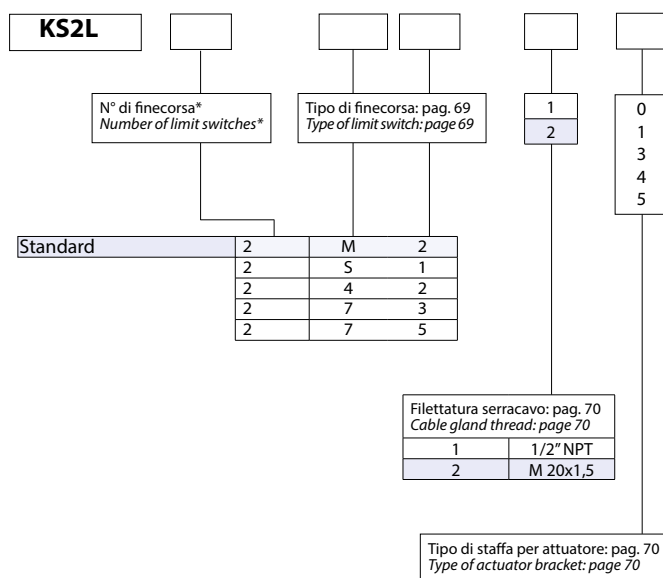 KS2L
N° di finecorsa*
Number of limit switches*
Tipo di finecorsa: pag. 69
Type of limit switch: page 69
1
2
0
1
3
4
5
Standard 2 M 2
2 S 1
2 4 2
2 7 3
2 7 5
Filettatura serracavo: pag. 70
Cable gland thread: page 70
1 1/2" NPT
2 M 20x1,5
Tipo di staffa per attuatore: pag. 70
Type of actuator bracket: page 70